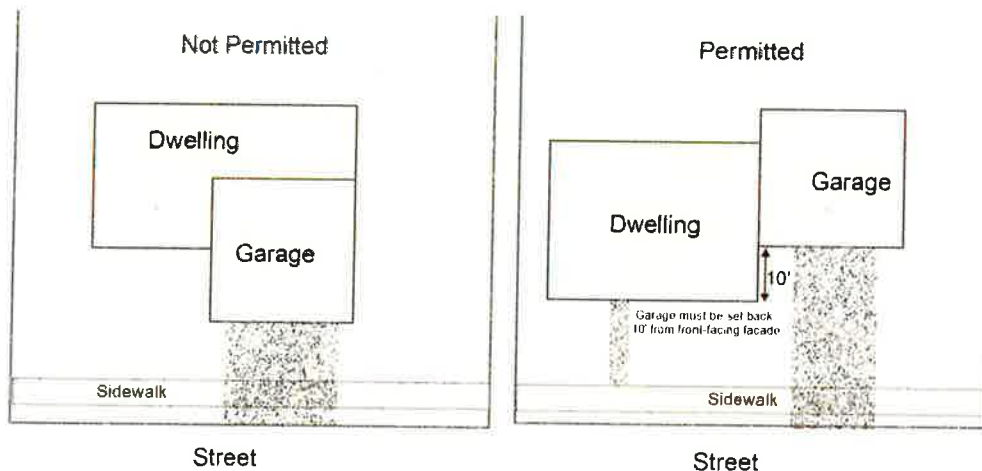 Not Permitted
Dwelling
Garage
Sidewalk
Street
Permitted
Garage
Dwelling
10'
Garage must be set back
10' from front-facing facade
Sidewalk
Street